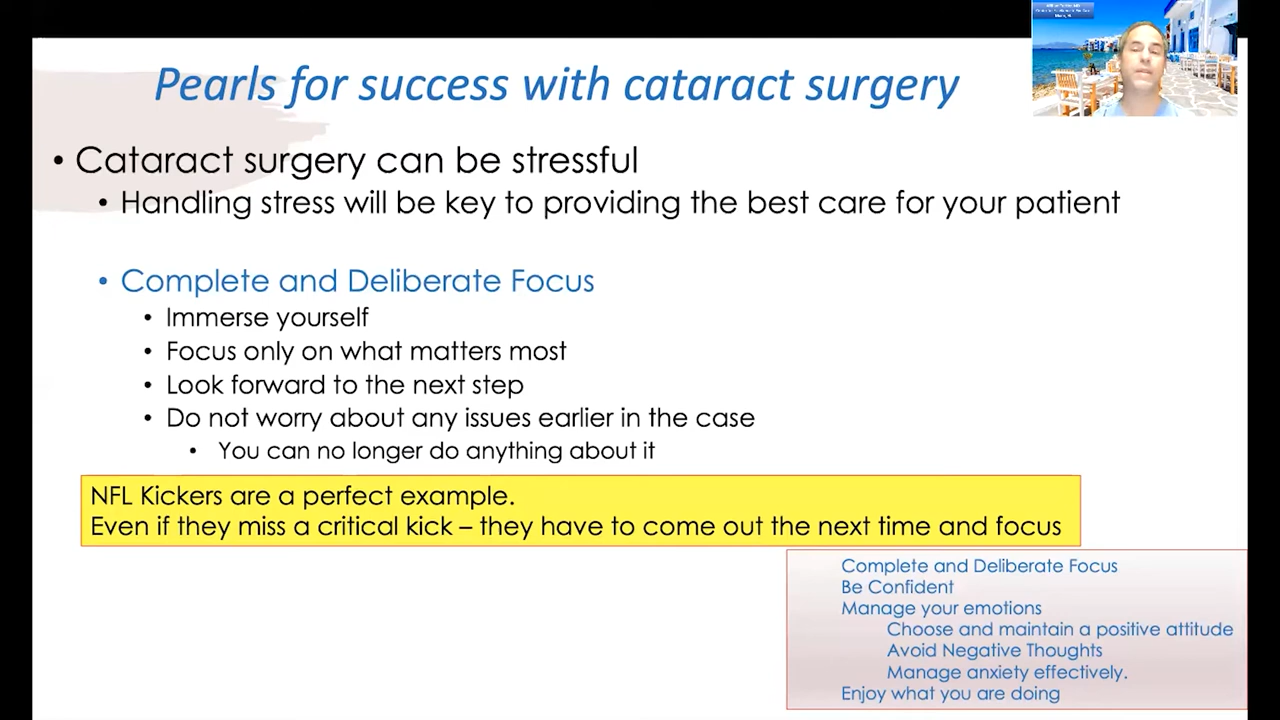 Pearls for success with cataract surgery
• Cataract surgery can be stressful
• Handling stress will be key to providing the best care for your patient
• Complete and Deliberate Focus
• Immerse yourself
• Focus only on what matters most
• Look forward to the next step
• Do not worry about any issues earlier in the case
• You can no longer do anything about it
NFL Kickers are a perfect example.
Even if they miss a critical kick – they have to come out the next time and focus
Complete and Deliberate Focus
Be Confident
Manage your emotions
Choose and maintain a positive attitude
Avoid Negative Thoughts
Manage anxiety effectively.
Enjoy what you are doing